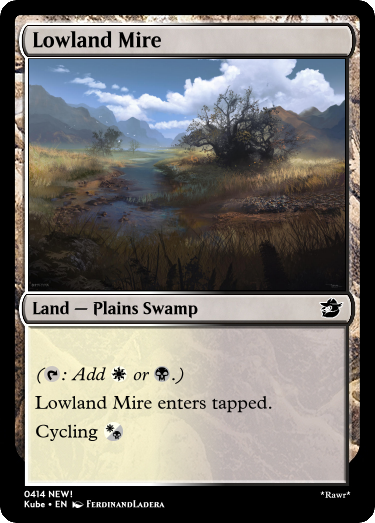 Lowland Mire
Land — Plains Swamp
(: Add or .)
Lowland Mire enters tapped.
Cycling
0414 NEW!
Kube • EN FERDINANDLADERA
*Rawr*